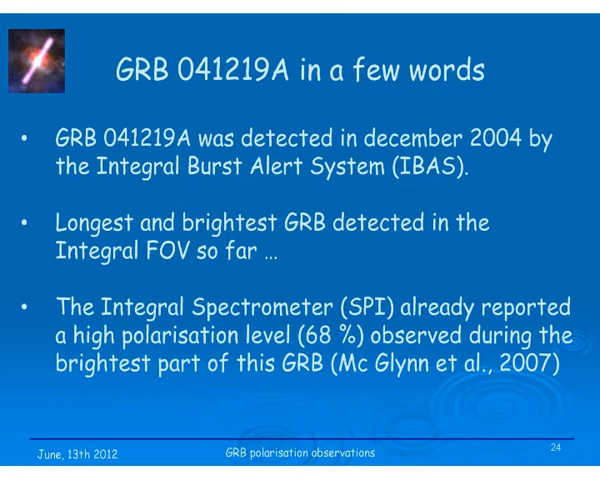 GRB 041219A in a few words
• GRB 041219A was detected in december 2004 by
the Integral Burst Alert System (IBAS).
• Longest and brightest GRB detected in the
Integral FOV so far ...
• The Integral Spectrometer (SPI) already reported
a high polarisation level (68 %) observed during the
brightest part of this GRB (Mc Glynn et al., 2007)
June, 13th 2012
GRB polarisation observations
24